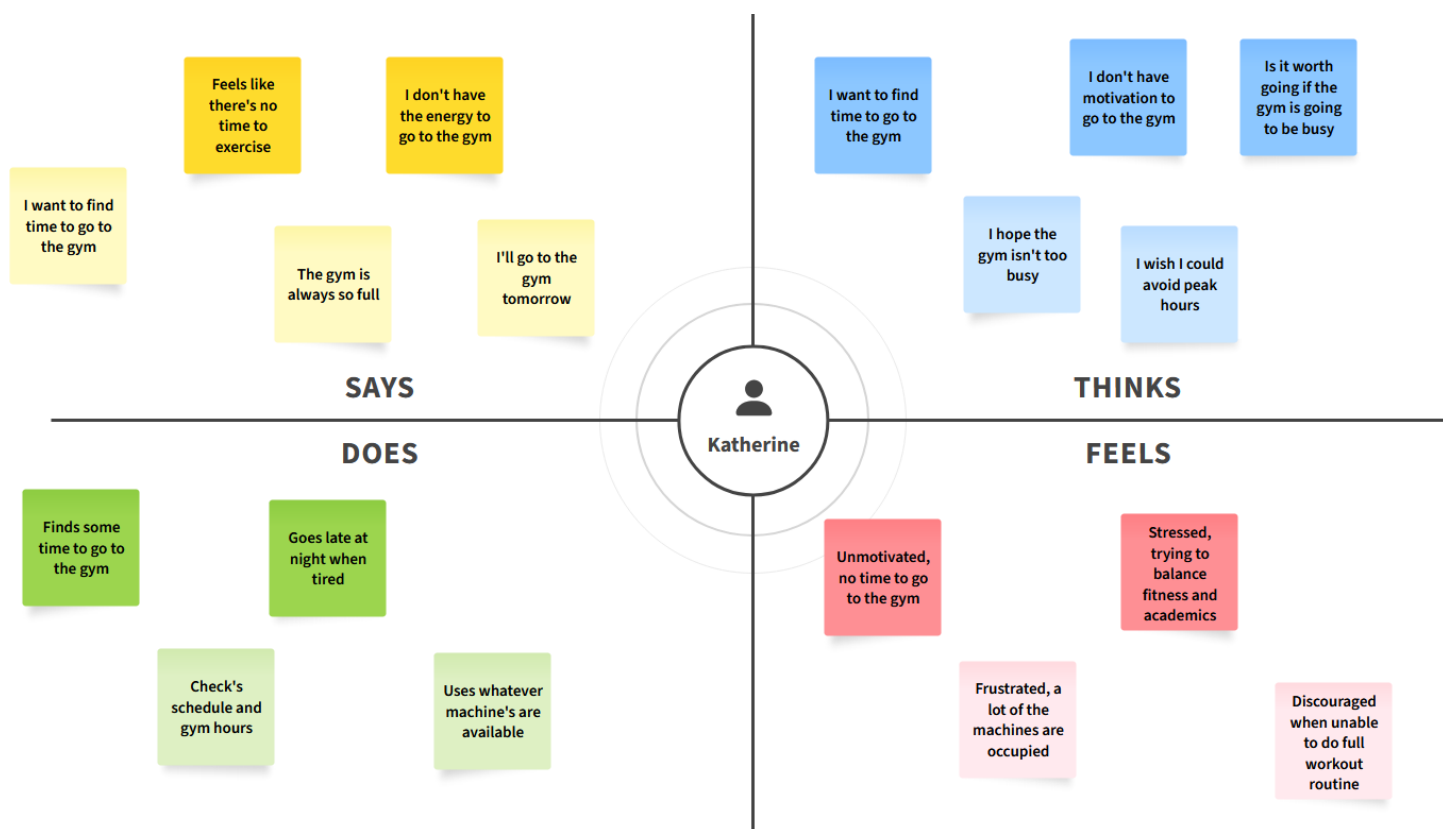 Feels like
there's no
time to
exercise
I don't have
the energy to
go to the gym
I want to find
time to go to
the gym
The gym is
always so full
I'll go to the
gym
tomorrow
SAYS
I want to find
time to go to
the gym
I don't have
motivation to
go to the gym
Is it worth
going if the
gym is going
to be busy
I hope the
gym isn't too
busy
I wish I could
avoid peak
hours
THINKS
Katherine
DOES
Finds some
time to go to
the gym
Goes late at
night when
tired
Check's
schedule and
gym hours
Uses whatever
machine's are
available
FEELS
Unmotivated,
no time to go
to the gym
Stressed,
trying to
balance
fitness and
academics
Frustrated, a
lot of the
machines are
occupied
Discouraged
when unable
to do full
workout
routine